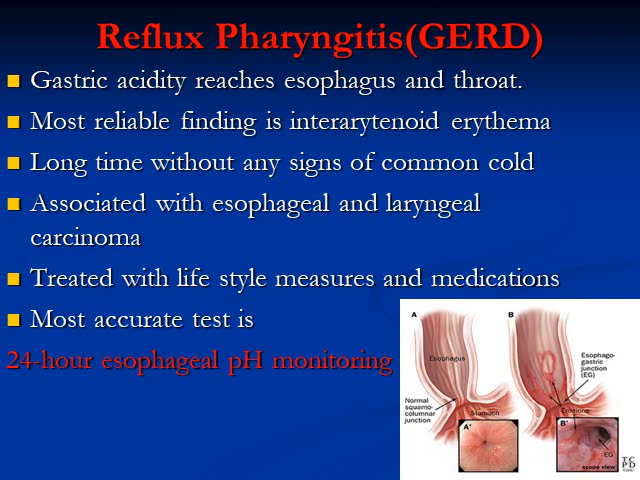 Reflux Pharyngitis(GERD)
Gastric acidity reaches esophagus and throat.
Most reliable finding is interarytenoid erythema
Long time without any signs of common cold
Associated with esophageal and laryngeal
carcinoma
Treated with life style measures and medications
Most accurate test is
24-hour esophageal pH monitoring
A
B
Esophagus
Esophago-
gastric
junction
(EG)
Normal
squamo-
columnar
junction
Stomach
Erosions
A'
B'
EG
scope view
TC
PD